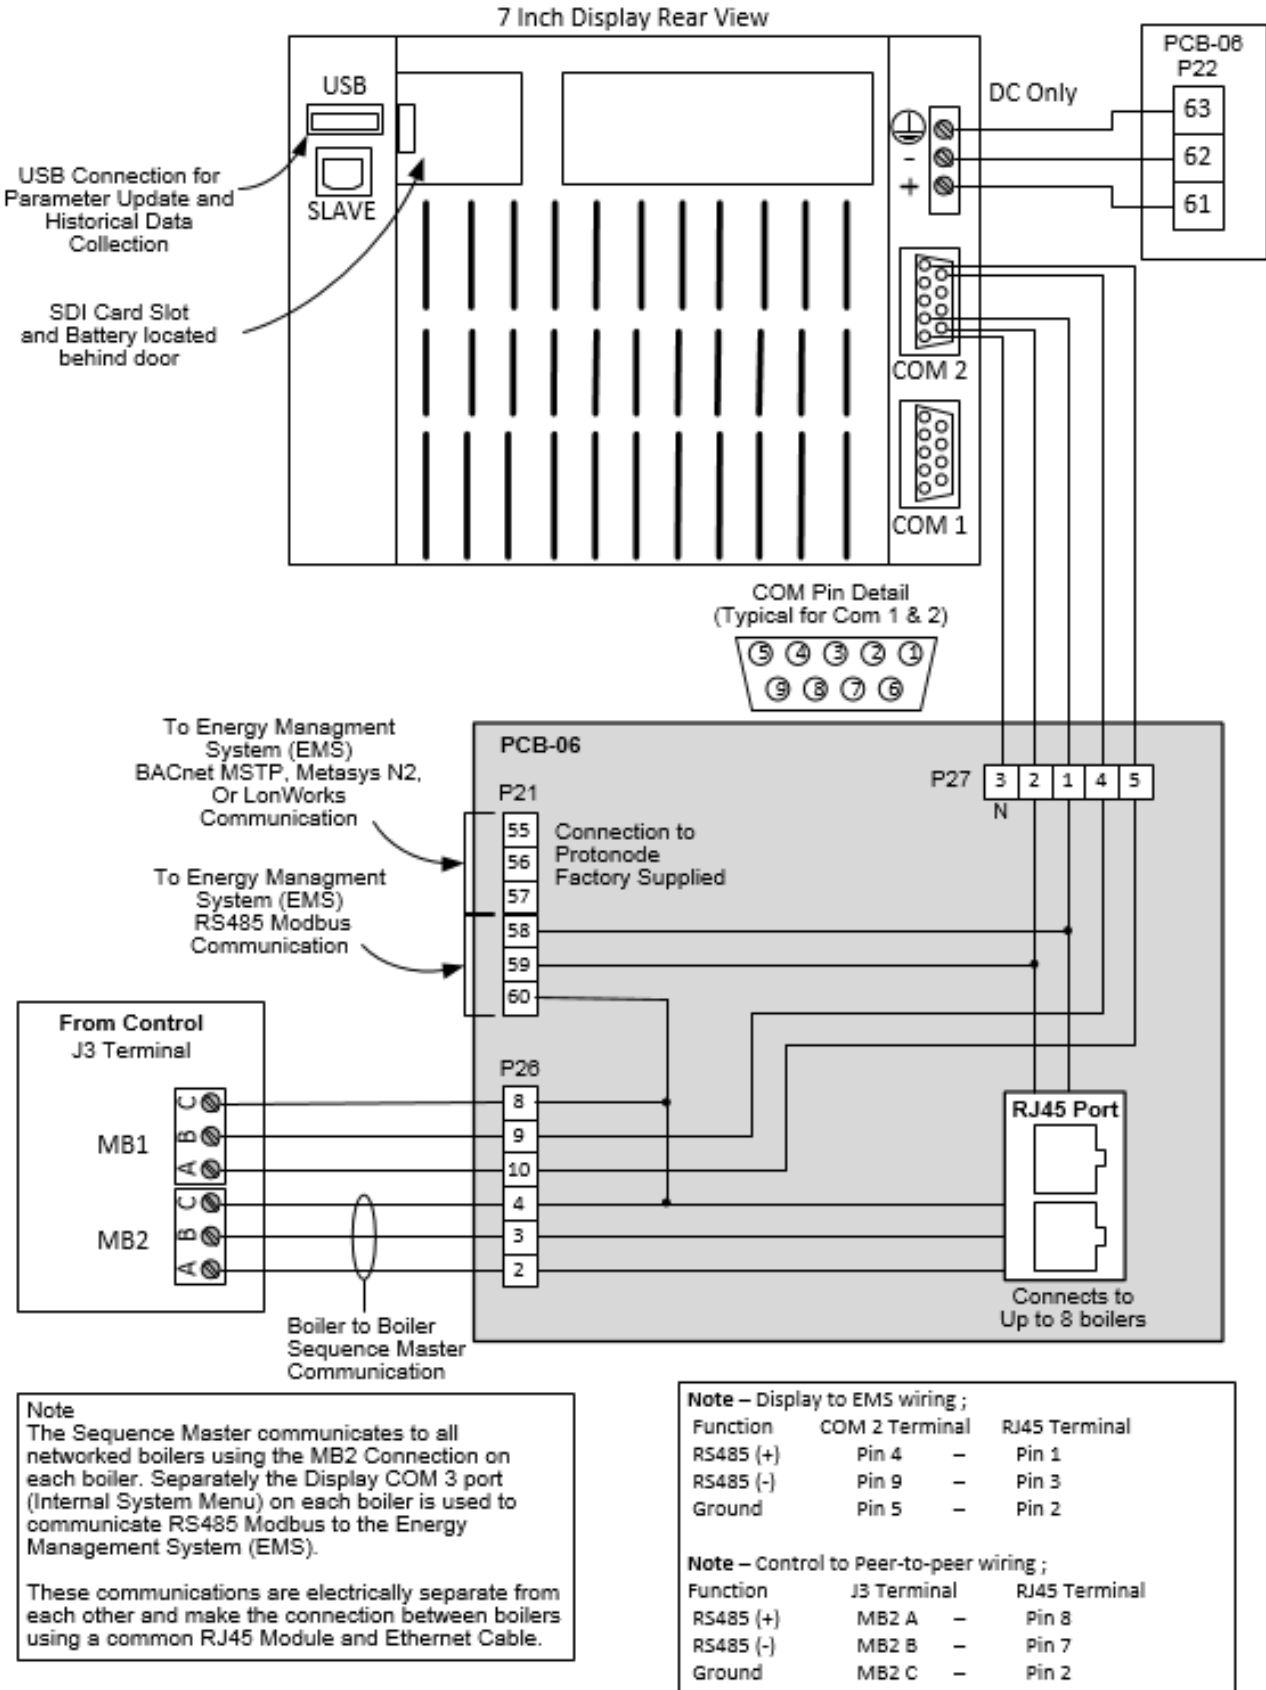 7 Inch Display Rear View
USB
SLAVE
USB Connection for
Parameter Update and
Historical Data
Collection
SDI Card Slot
and Battery located
behind door
DC Only
-
+
PCB-06
P22
63
62
61
COM 2
COM 1
COM Pin Detail
(Typical for Com 1 & 2)
5 4 3 2 1
9 8 7 6
To Energy Managment
System (EMS)
BACnet MSTP, Metasys N2,
Or LonWorks
Communication
To Energy Managment
System (EMS)
RS485 Modbus
Communication
PCB-06
P21
55
56
57
58
59
60
Connection to
Protonode
Factory Supplied
P27 3 2 1 4 5
N
From Control
J3 Terminal
MB1
C
B
A
MB2
C
B
A
P26
8
9
10
4
3
2
RJ45 Port
Connects to
Up to 8 boilers
Boiler to Boiler
Sequence Master
Communication
Note
The Sequence Master communicates to all
networked boilers using the MB2 Connection on
each boiler. Separately the Display COM 3 port
(Internal System Menu) on each boiler is used to
communicate RS485 Modbus to the Energy
Management System (EMS).
These communications are electrically separate from
each other and make the connection between boilers
using a common RJ45 Module and Ethernet Cable.
Note – Display to EMS wiring ;
Function COM 2 Terminal RJ45 Terminal
RS485 (+) Pin 4 – Pin 1
RS485 (-) Pin 9 – Pin 3
Ground Pin 5 – Pin 2
Note – Control to Peer-to-peer wiring ;
Function J3 Terminal RJ45 Terminal
RS485 (+) MB2 A – Pin 8
RS485 (-) MB2 B – Pin 7
Ground MB2 C – Pin 2